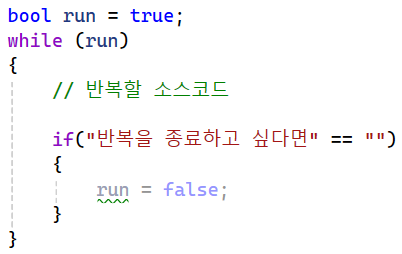 bool run = true;
while (run)
{
    // 반복할 소스코드
    if("반복을 종료하고 싶다면" == "")
    {
        run = false;
    }
}